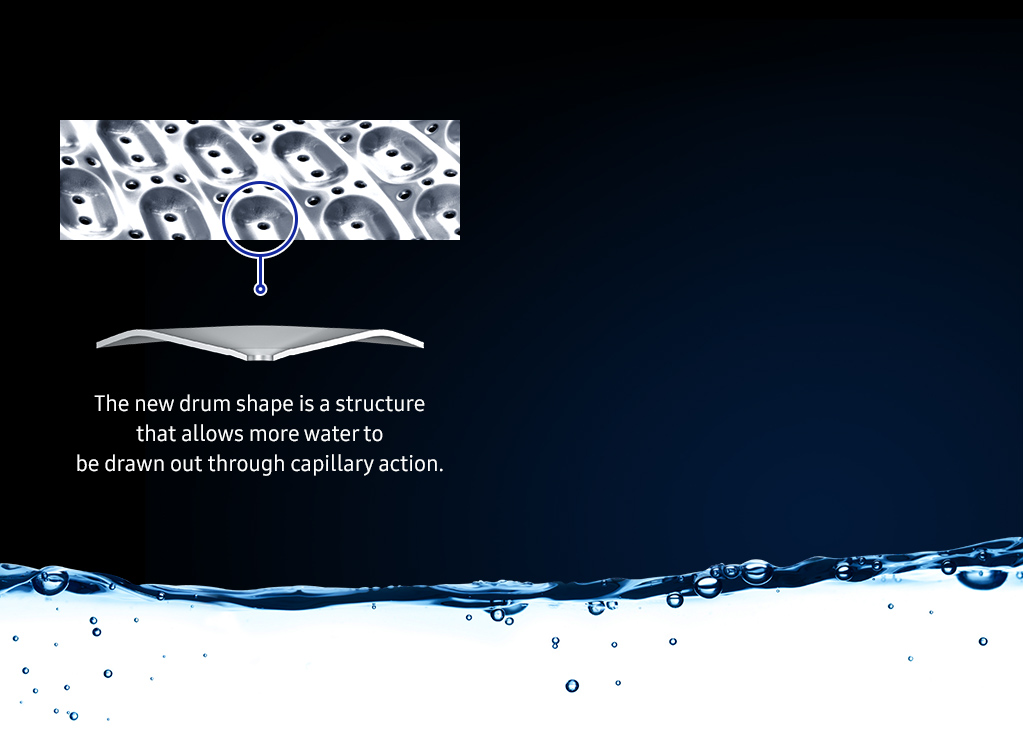 The new drum shape is a structure
that allows more water to
be drawn out through capillary action.